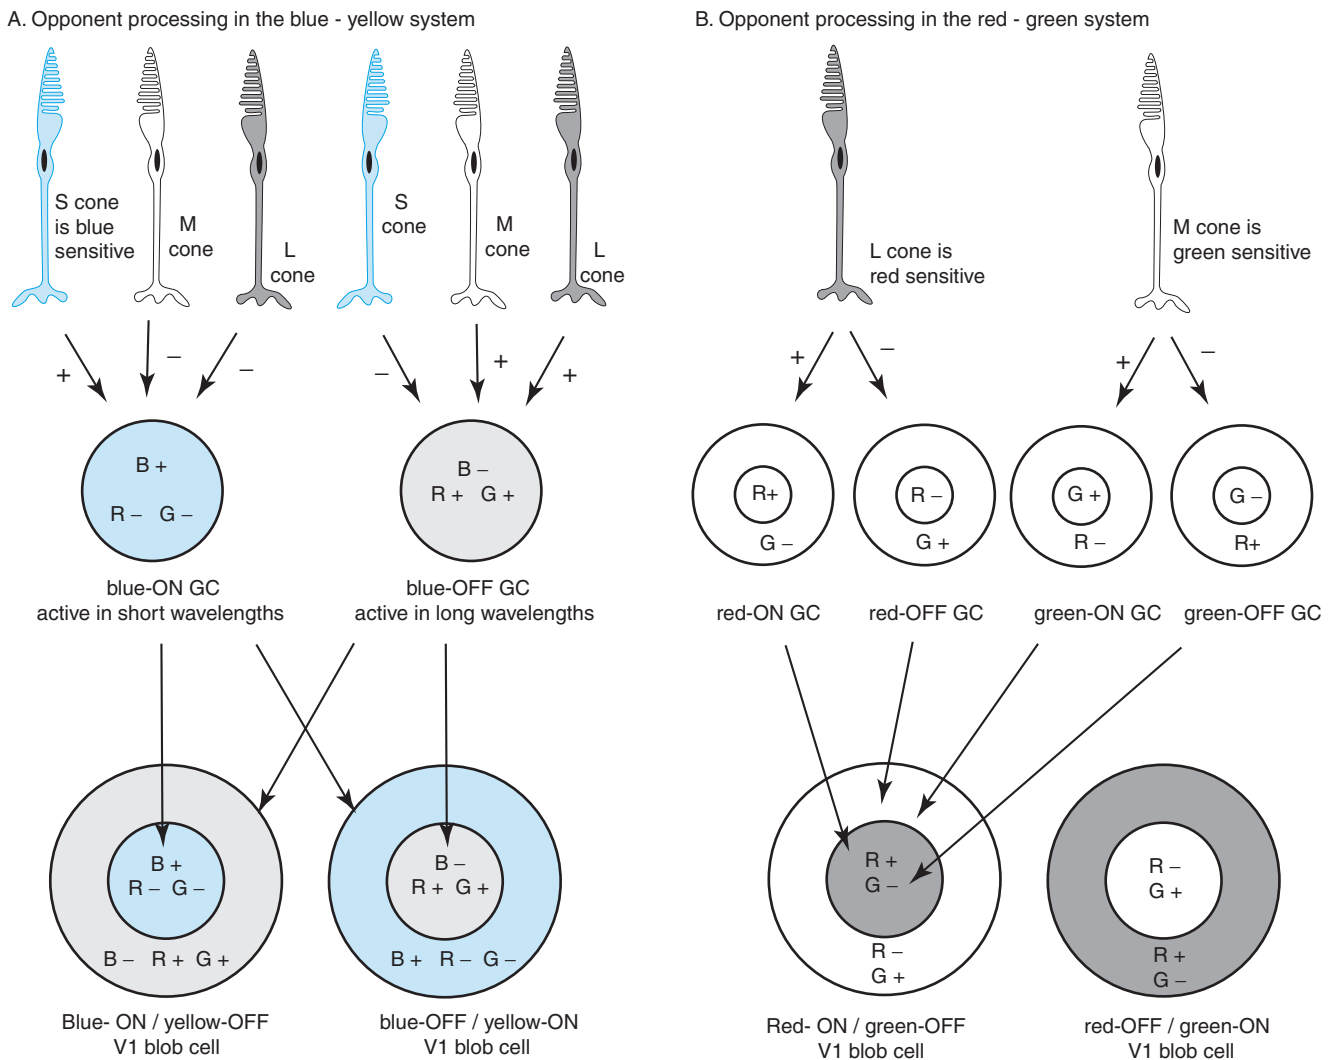 A. Opponent processing in the blue - yellow system
B. Opponent processing in the red - green system
S cone
is blue
sensitive
M
cone
L
cone
S
cone
M
cone
L
cone
L cone is
red sensitive
M cone is
green sensitive
+
–
–
–
+
+
+
–
+
–
B +
R – G –
B –
R + G +
R+
G –
R –
G +
G +
R –
G –
R+
blue-ON GC
active in short wavelengths
blue-OFF GC
active in long wavelengths
red-ON GC
red-OFF GC
green-ON GC
green-OFF GC
B +
R – G –
B – R + G +
B –
R + G +
B + R – G –
R +
G –
R –
G +
R –
G +
R +
G –
Blue- ON / yellow-OFF
V1 blob cell
blue-OFF / yellow-ON
V1 blob cell
Red- ON / green-OFF
V1 blob cell
red-OFF / green-ON
V1 blob cell